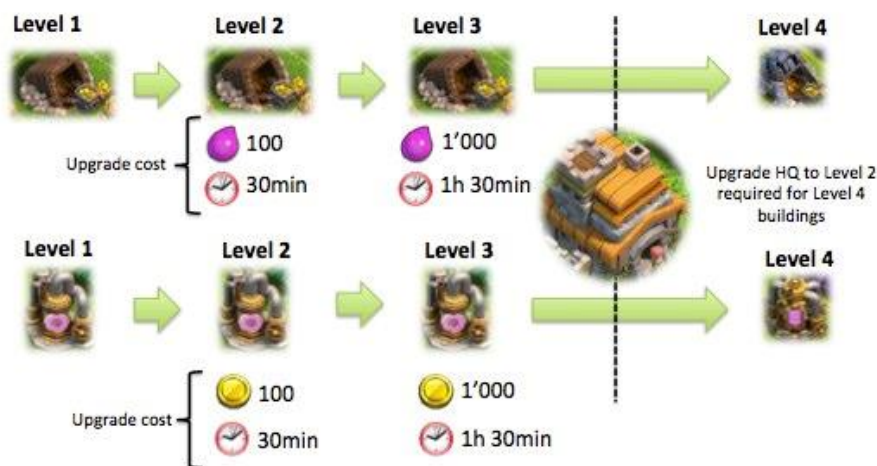 Level 1
Level 2
Level 3
Level 4
Upgrade cost
100
1’000
30min
1h 30min
Upgrade HQ to Level 2
required for Level 4
buildings
Level 1
Level 2
Level 3
Level 4
Upgrade cost
100
1’000
30min
1h 30min